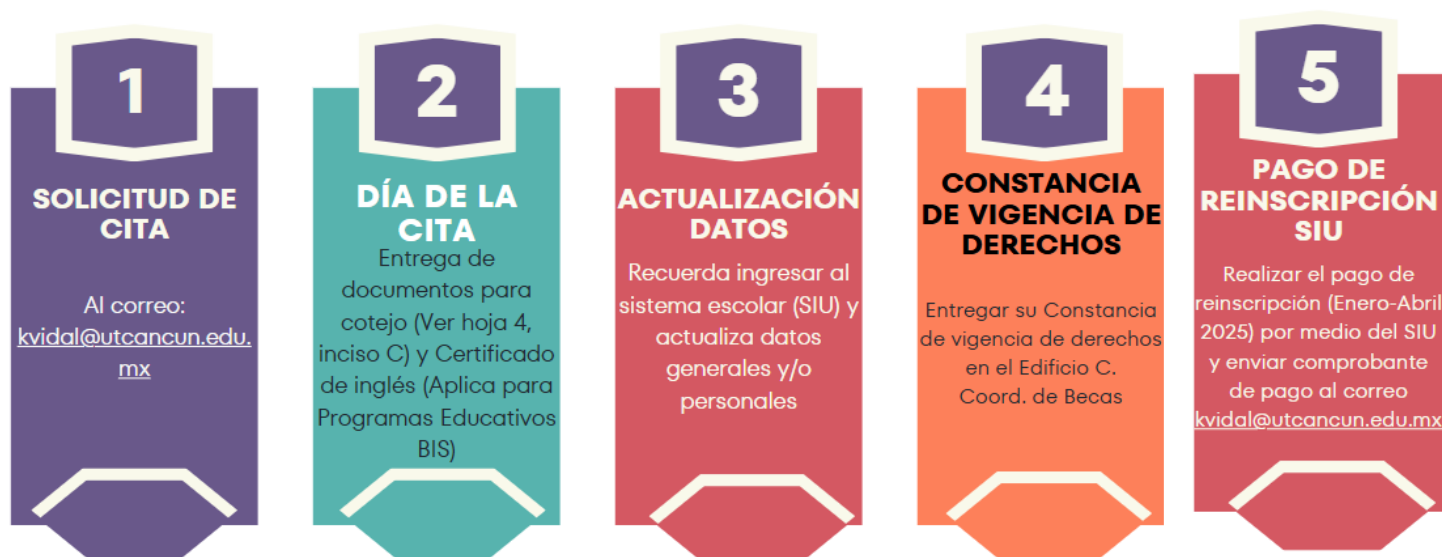 1
SOLICITUD DE
CITA
Al correo:
kvidal@utcancun.edu.
mx
2
DÍA DE LA
CITA
Entrega de
documentos para
cotejo (Ver hoja 4,
inciso C) y Certificado
de inglés (Aplica para
Programas Educativos
BIS)
3
ACTUALIZACIÓN
DATOS
Recuerda ingresar al
sistema escolar (SIU) y
actualiza datos
generales y/o
personales
4
CONSTANCIA
DE VIGENCIA DE
DERECHOS
Entregar su Constancia
de vigencia de derechos
en el Edificio C.
Coord. de Becas
5
PAGO DE
REINSCRIPCIÓN
SIU
Realizar el pago de
reinscripción (Enero-Abril
2025) por medio del SIU
y enviar comprobante
de pago al correo
kvidal@utcancun.edu.mx